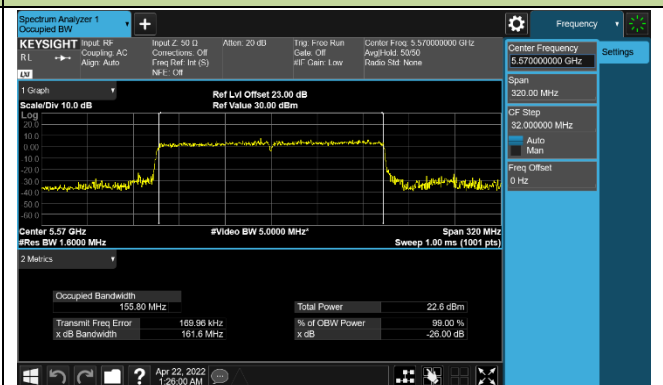 Spectrum Analyzer 1
Occupied BW
+
Frequency
KEYSIGHT
Input: RF
Coupling: AC
Align: Auto
Input Z: 50 Ω
Corrections: Off
Freq Ref: Int (S)
NFE: Off
Atten: 20 dB
Trig: Free Run
Gate: Off
#IF Gain: Low
Center Freq: 5.570000000 GHz
Avg|Hold: 50/50
Radio Std: None
RL
LXI
Center Frequency
5.570000000 GHz
Settings
Span
320.00 MHz
CF Step
32.000000 MHz
Auto
Man
Freq Offset
0 Hz
1 Graph
Scale/Div 10.0 dB
Ref Lvl Offset 23.00 dB
Ref Value 30.00 dBm
Log
20.0
10.0
0.00
-10.0
-20.0
-30.0
-40.0
-50.0
-60.0
Center 5.57 GHz
#Video BW 5.0000 MHz*
Span 320 MHz
#Res BW 1.6000 MHz
Sweep 1.00 ms (1001 pts)
2 Metrics
Occupied Bandwidth
155.80 MHz
Total Power
22.6 dBm
Transmit Freq Error
169.96 kHz
% of OBW Power
99.00 %
x dB Bandwidth
161.6 MHz
x dB
-26.00 dB
?
Apr 22, 2022
1:26:00 AM